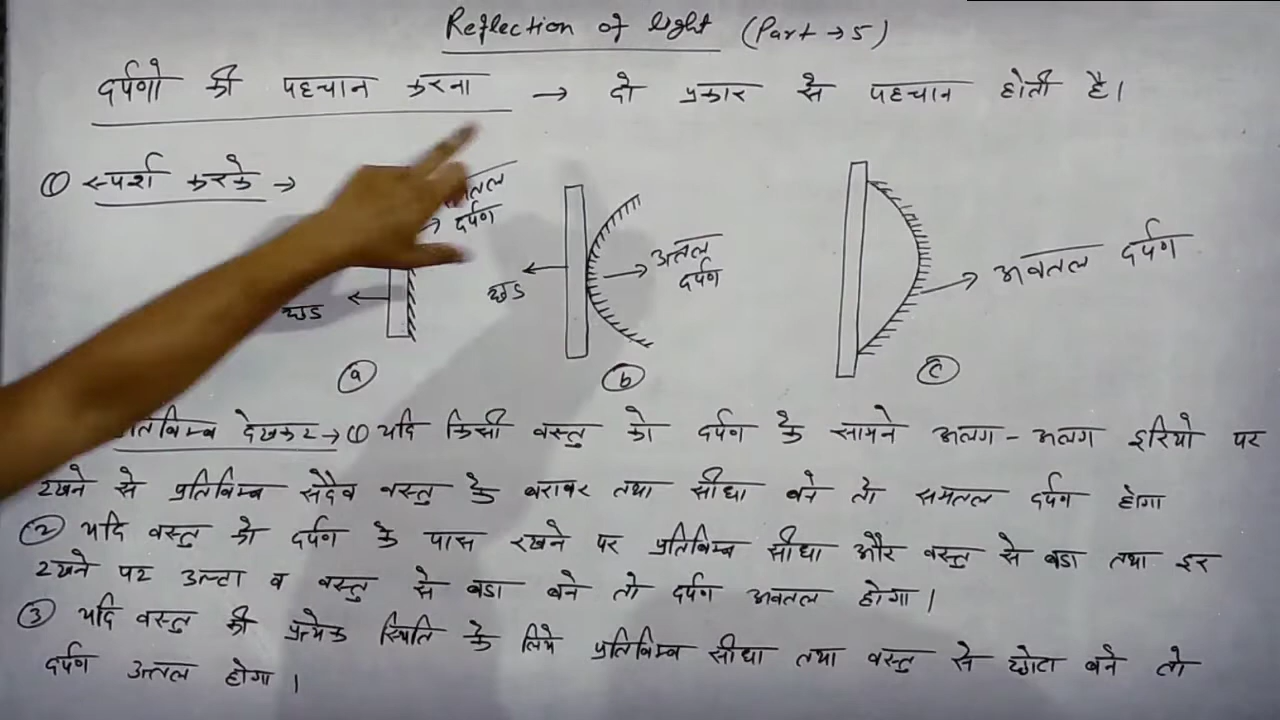 Reflection of light (Part → 5)
दर्पणो की पहचान करना → दो प्रकार से पहचान होती है।
① स्पर्श करके →
दर्पण
छड
छड
उत्तल
दर्पण
अवतल दर्पण
ⓐ
ⓑ
ⓒ
देखकर → ① यदि किसी वस्तु को दर्पण के सामने अलग - अलग दूरियो पर
रखने से प्रतिबिम्ब सदैव वस्तु के बराबर तथा सीधा बने तो समतल दर्पण होगा
② यदि वस्तु को दर्पण के पास रखने पर प्रतिबिम्ब सीधा और वस्तु से बडा तथा दूर
रखने पर उल्टा व वस्तु से बडा बने तो दर्पण अवतल होगा।
③ यदि वस्तु की प्रत्येक स्थिति के लिये प्रतिबिम्ब सीधा तथा वस्तु से छोटा बने तो
दर्पण उत्तल होगा।